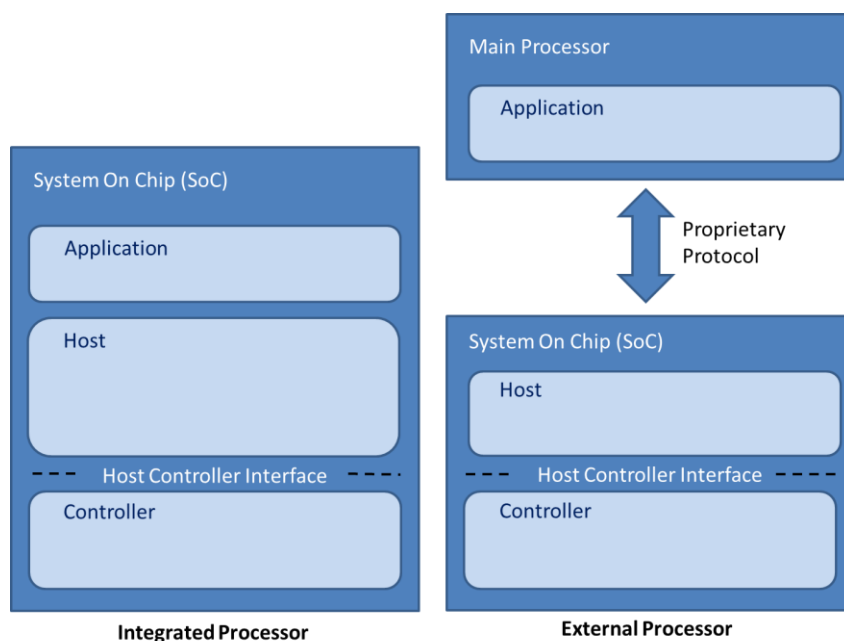 System On Chip (SoC)
Application
Host
Host Controller Interface
Controller
Integrated Processor
Main Processor
Application
Proprietary
Protocol
System On Chip (SoC)
Host
Host Controller Interface
Controller
External Processor